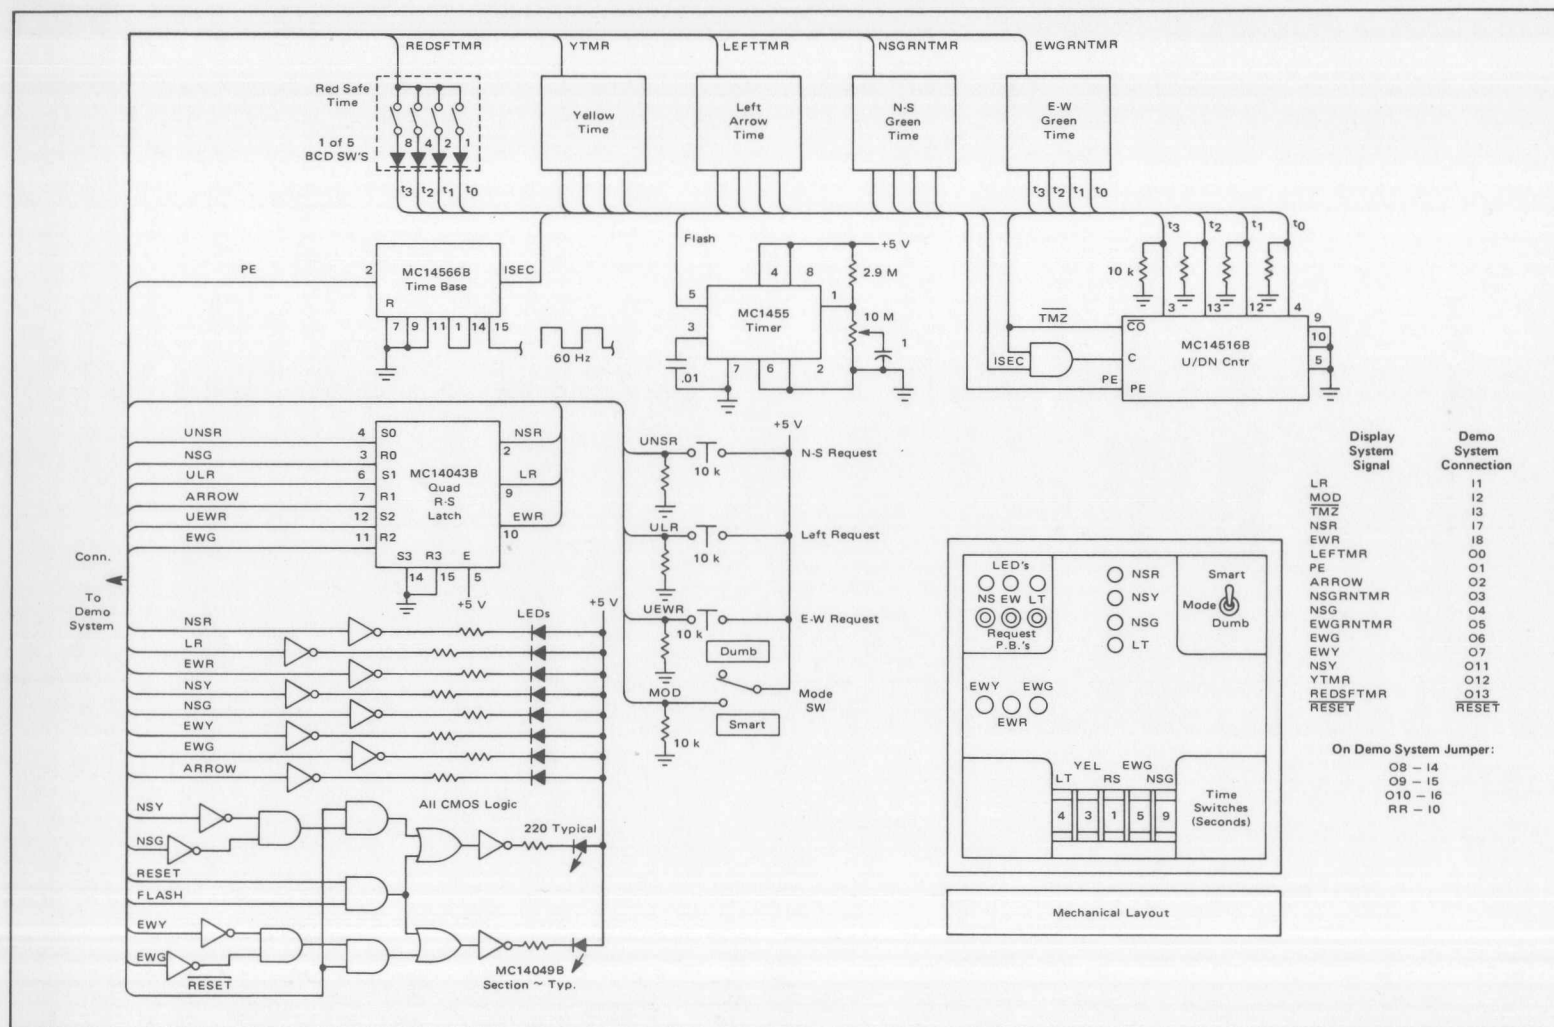 REDSFTMR YTMR LEFTTMR NSGRNTMR EWGRNTMR
Red Safe
Time
1 of 5
BCD SW'S
8 4 2 1
t3 t2 t1 t0
Yellow
Time
Left
Arrow
Time
N-S
Green
Time
E-W
Green
Time
t3 t2 t1 t0
PE
2
MC14566B
Time Base
R
ISEC
7 9 11 1 14 15
60 Hz
Flash
5
3
4 8
1
MC1455
Timer
7 6 2
.01
+5 V
2.9 M
10 M
1
t3 t2 t1 t0
10 k
TMZ
ISEC
PE
3 13 12 4
CO
C
PE
MC14516B
U/DN Cntr
9
10
5
UNSR 4 S0
NSG 3 R0
ULR 6 S1
ARROW 7 R1
UEWR 12 S2
EWG 11 R2
MC14043B
Quad
R-S
Latch
S3 R3 E
14 15 5
+5 V
NSR
2
LR
9
EWR
10
+5 V
UNSR
10 k
N-S Request
ULR
10 k
Laft Request
UEWR
10 k
E-W Request
Dumb
MOD
Smart
Mode
SW
10 k
Conn.
To
Demo
System
LEDs
+5 V
NSR
LR
EWR
NSY
NSG
EWY
EWG
ARROW
All CMOS Logic
NSY
NSG
RESET
FLASH
EWY
EWG
RESET
220 Typical
MC14049B
Section ~ Typ.
LED's
NS EW LT
Request
P.B.'s
NSR
NSY
NSG
LT
Smart
Mode
Dumb
EWY EWG
EWR
YEL EWG
LT RS NSG
4 3 1 5 9
Time
Switches
(Seconds)
Mechanical Layout
Display
System
Signal
Demo
System
Connection
LR I1
MOD I2
TMZ I3
NSR I7
EWR I8
LEFTMR O0
PE O1
ARROW O2
NSGRNTMR O3
NSG O4
EWGRNTMR O5
EWG O6
EWY O7
NSY O11
YTMR O12
REDSFTMR O13
RESET RESET
On Demo System Jumper:
O8 – I4
O9 – I5
O10 – I6
RR – I0